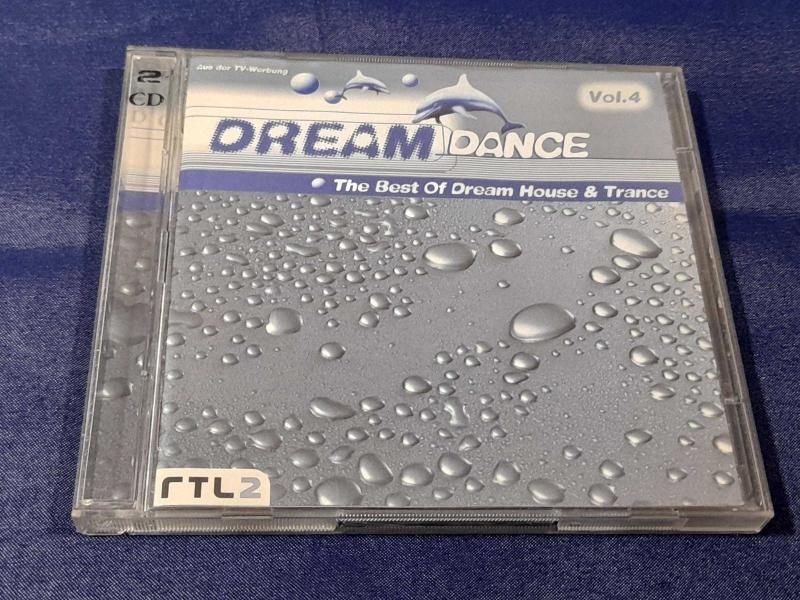 2
CD
Aus der TV-Werbung
Vol.4
DREAM DANCE
The Best Of Dream House & Trance
rTL2